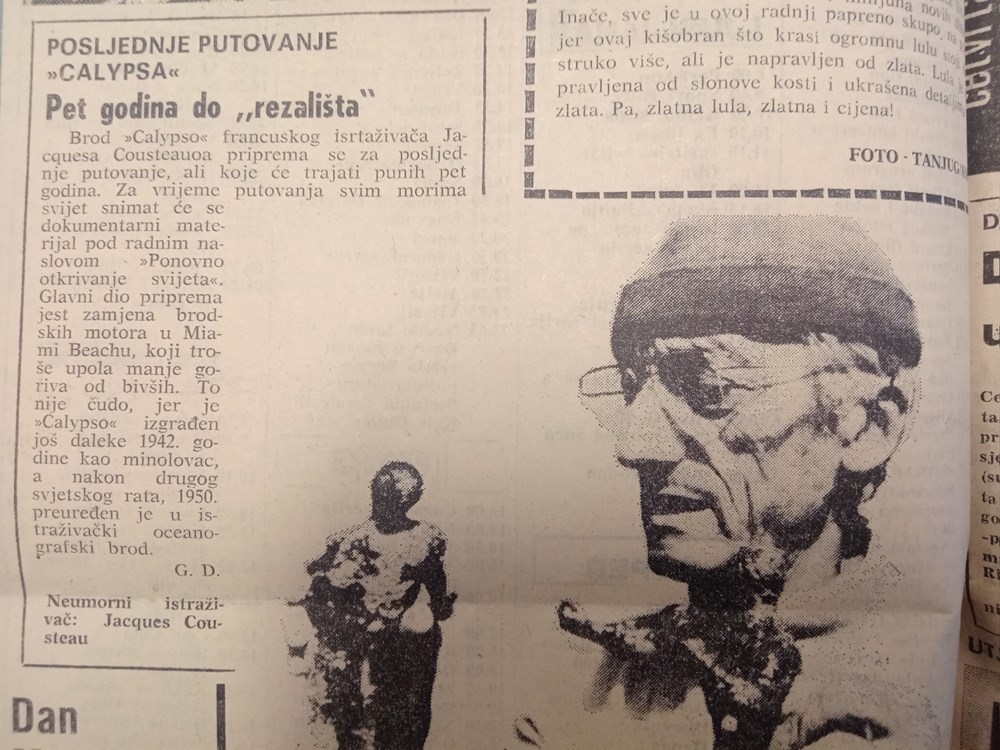 POSLJEDNJE PUTOVANJE
»CALYPSA«
Pet godina do „rezališta“
Brod »Calypso« francuskog isrtaživača Ja-
cquesa Cousteauoa priprema se za posljed-
nje putovanje, ali koje će trajati punih pet
godina. Za vrijeme putovanja svim morima
svijet snimat će se
dokumentarni mate-
rijal pod radnim na-
slovom »Ponovno
otkrivanje svijeta«.
Glavni dio priprema
jest zamjena brod-
skih motora u Mia-
mi Beachu, koji tro-
še upola manje go-
riva od bivših. To
nije čudo, jer je
»Calypso« izgrađen
još daleke 1942. go-
dine kao minolovac,
a nakon drugog
svjetskog rata, 1950.
preuređen je u is-
traživački oceano-
grafski brod.
G. D.
Neumorni istraži-
vač: Jacques Cou-
steau
Dan
novih
Inače, sve je u ovoj radnji papreno skupo,
jer ovaj kišobran što krasi ogromnu lulu
struko više, ali je napravljen od zlata. Lula
pravljena od slonove kosti i ukrašena
zlata. Pa, zlatna lula, zlatna i cijena!
FOTO - TANJUG